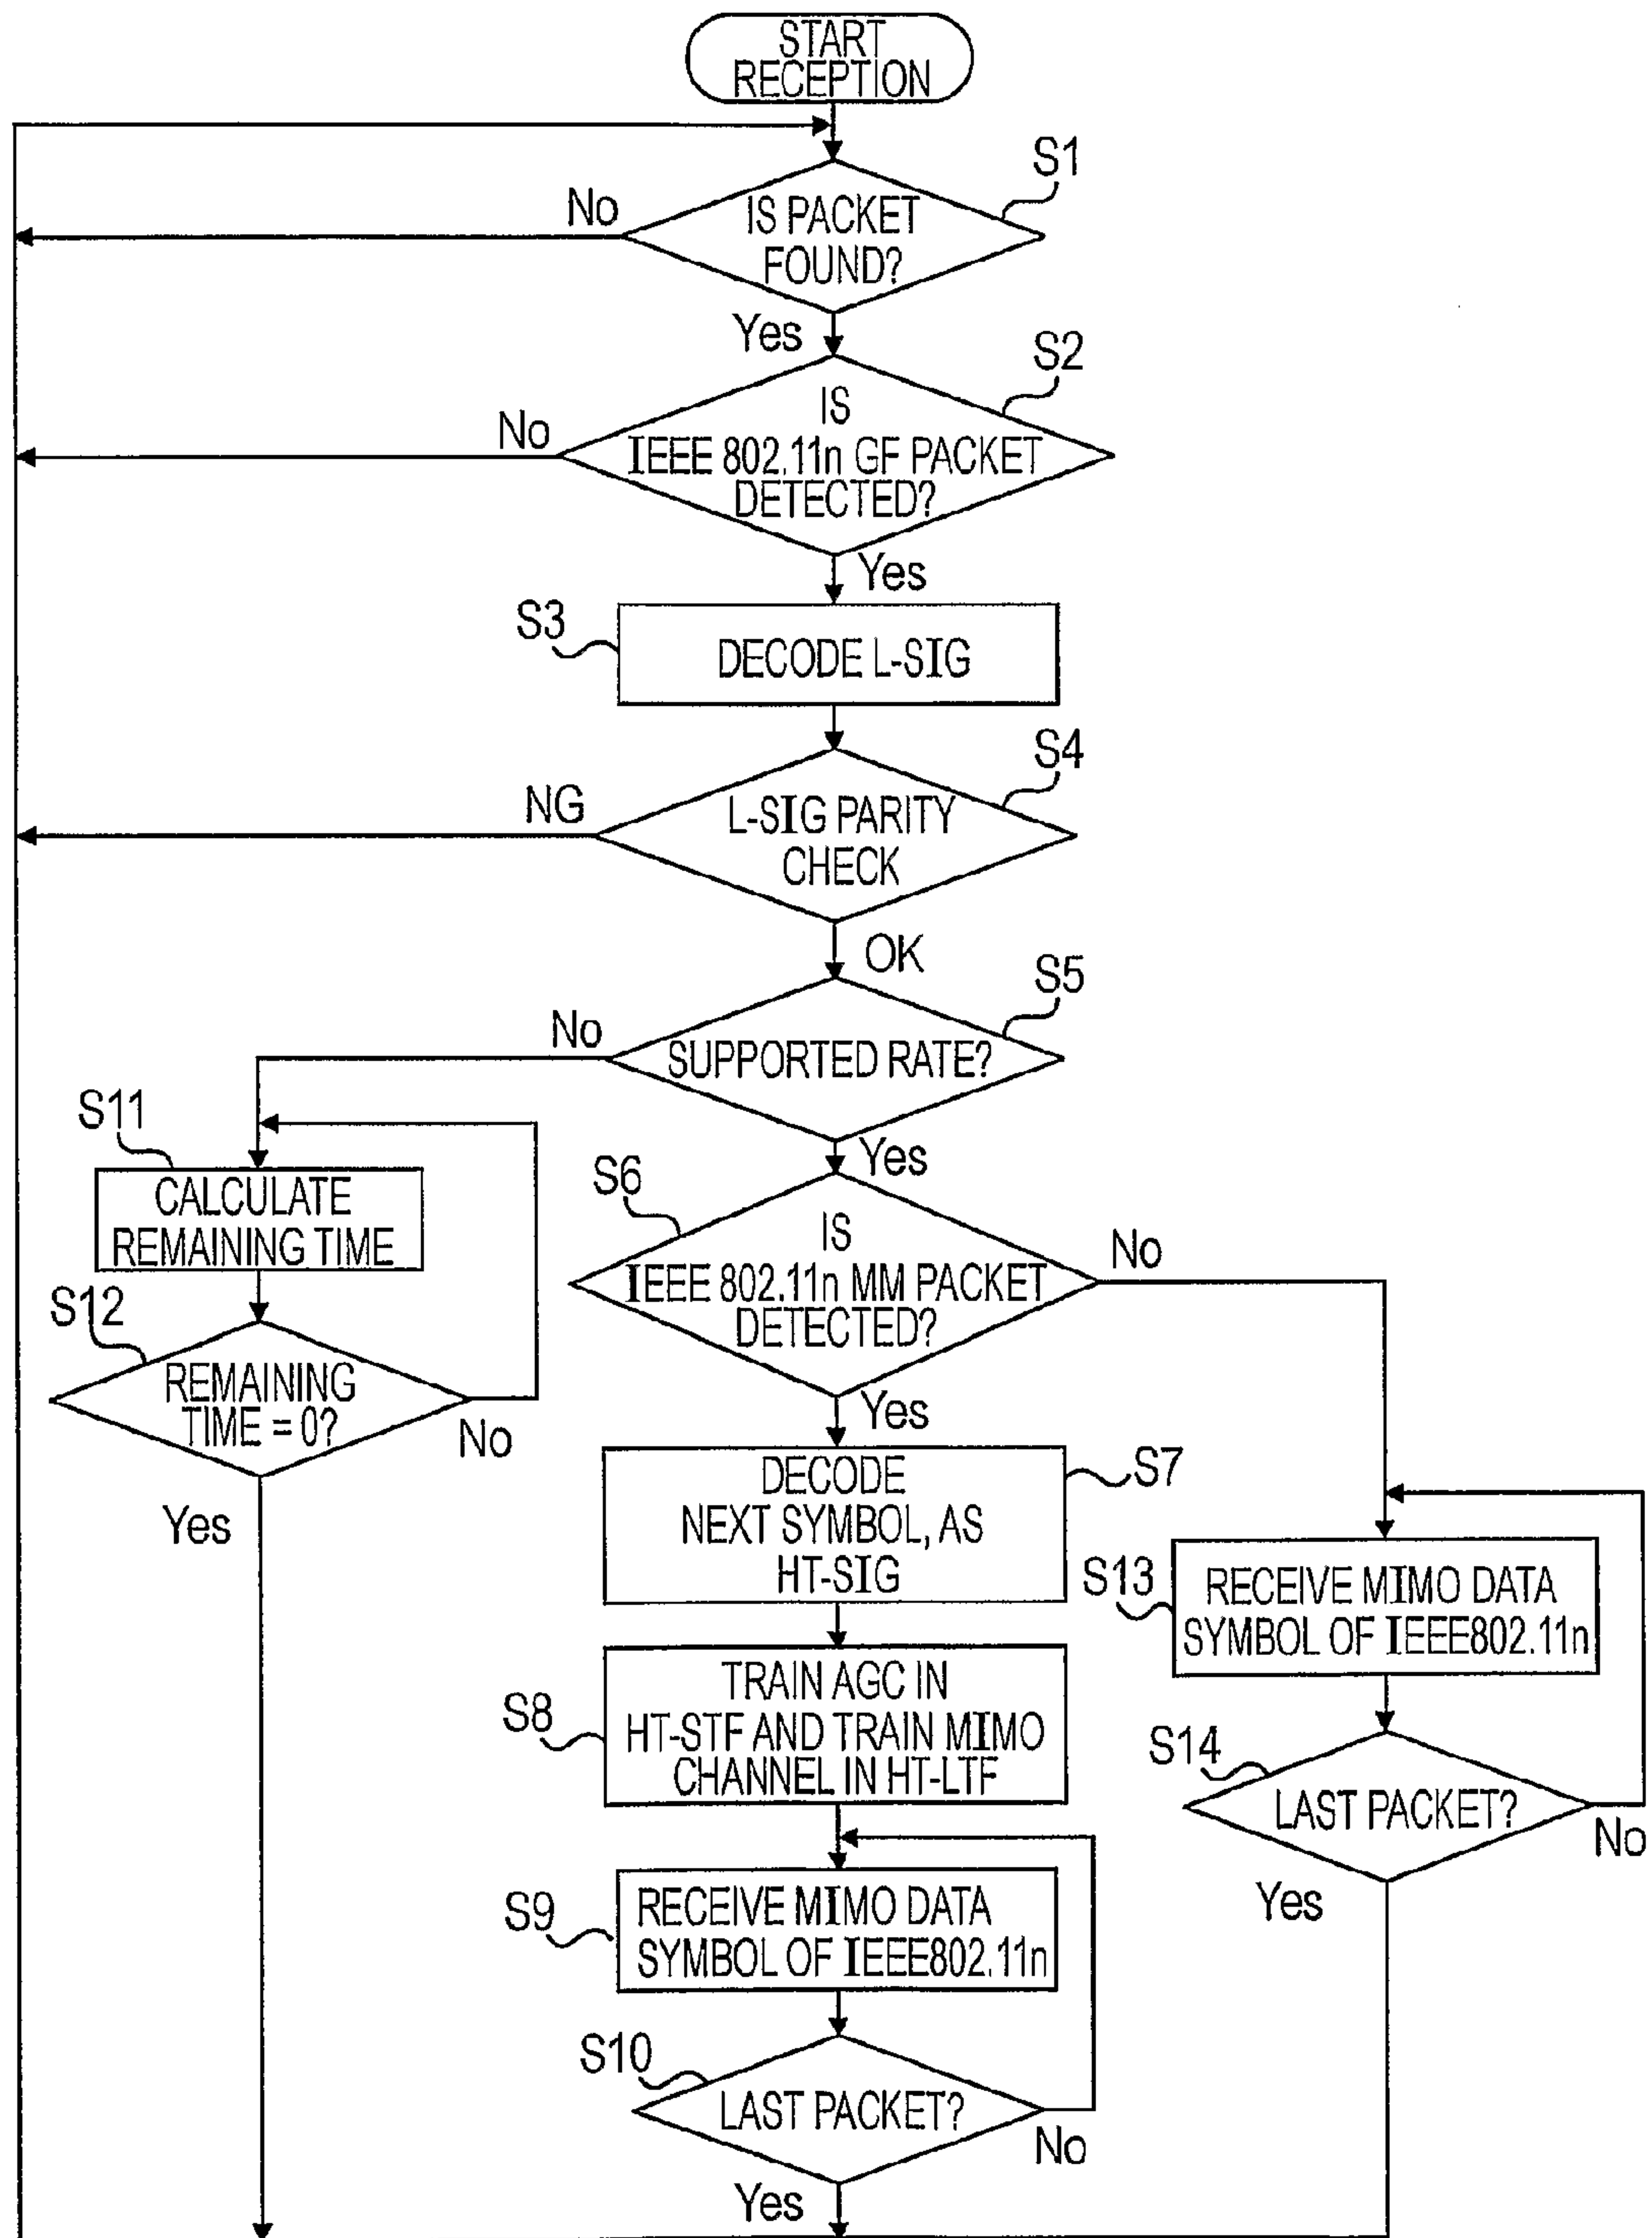 START
RECEPTION
S1
No
IS PACKET
FOUND?
Yes
S2
No
IS
IEEE 802.11n GF PACKET
DETECTED?
Yes
S3
DECODE L-SIG
S4
NG
L-SIG PARITY
CHECK
OK
S5
No
SUPPORTED RATE?
Yes
S11
CALCULATE
REMAINING TIME
S12
REMAINING
TIME = 0?
No
Yes
S6
IS
IEEE 802.11n MM PACKET
DETECTED?
No
Yes
S7
DECODE
NEXT SYMBOL, AS
HT-SIG
S8
TRAIN AGC IN
HT-STF AND TRAIN MIMO
CHANNEL IN HT-LTF
S9
RECEIVE MIMO DATA
SYMBOL OF IEEE802.11n
S10
LAST PACKET?
No
Yes
S13
RECEIVE MIMO DATA
SYMBOL OF IEEE802.11n
S14
LAST PACKET?
No
Yes